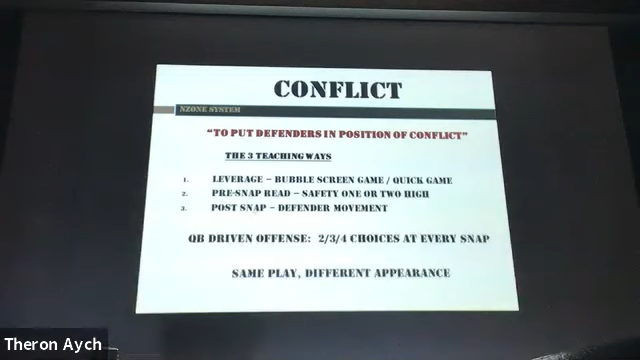 CONFLICT
NZONE SYSTEM
"TO PUT DEFENDERS IN POSITION OF CONFLICT"
THE 3 TEACHING WAYS
1. LEVERAGE – BUBBLE SCREEN GAME / QUICK GAME
2. PRE-SNAP READ – SAFETY ONE OR TWO HIGH
3. POST SNAP – DEFENDER MOVEMENT
QB DRIVEN OFFENSE: 2/3/4 CHOICES AT EVERY SNAP
SAME PLAY, DIFFERENT APPEARANCE
Theron Aych